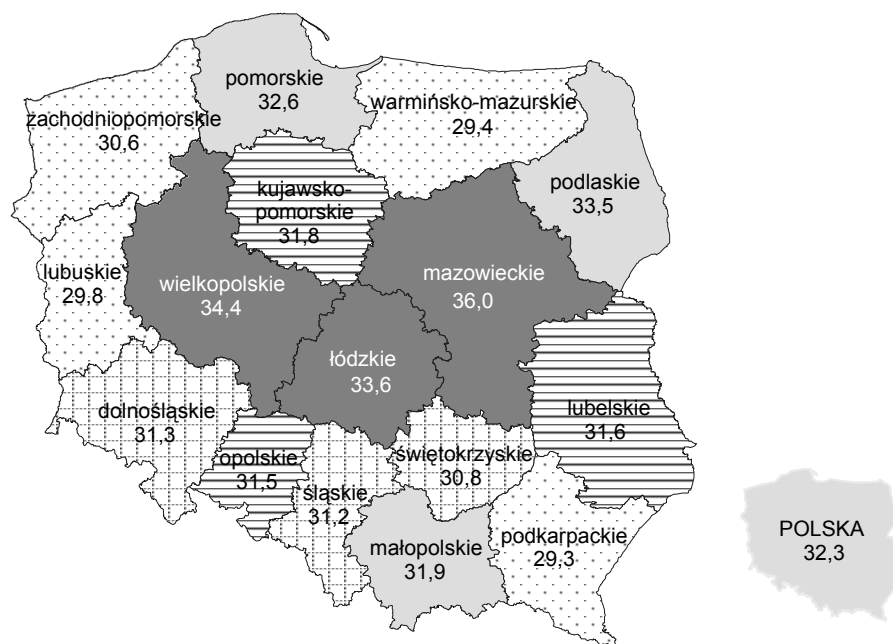 pomorskie
32,6
warmińsko-mazurskie
29,4
zachodniopomorskie
30,6
podlaskie
33,5
kujawsko-
pomorskie
31,8
mazowieckie
36,0
lubuskie
29,8
wielkopolskie
34,4
łódzkie
33,6
dolnośląskie
31,3
lubelskie
31,6
opolskie
31,5
śląskie
31,2
świętokrzyskie
30,8
małopolskie
31,9
podkarpackie
29,3
POLSKA
32,3